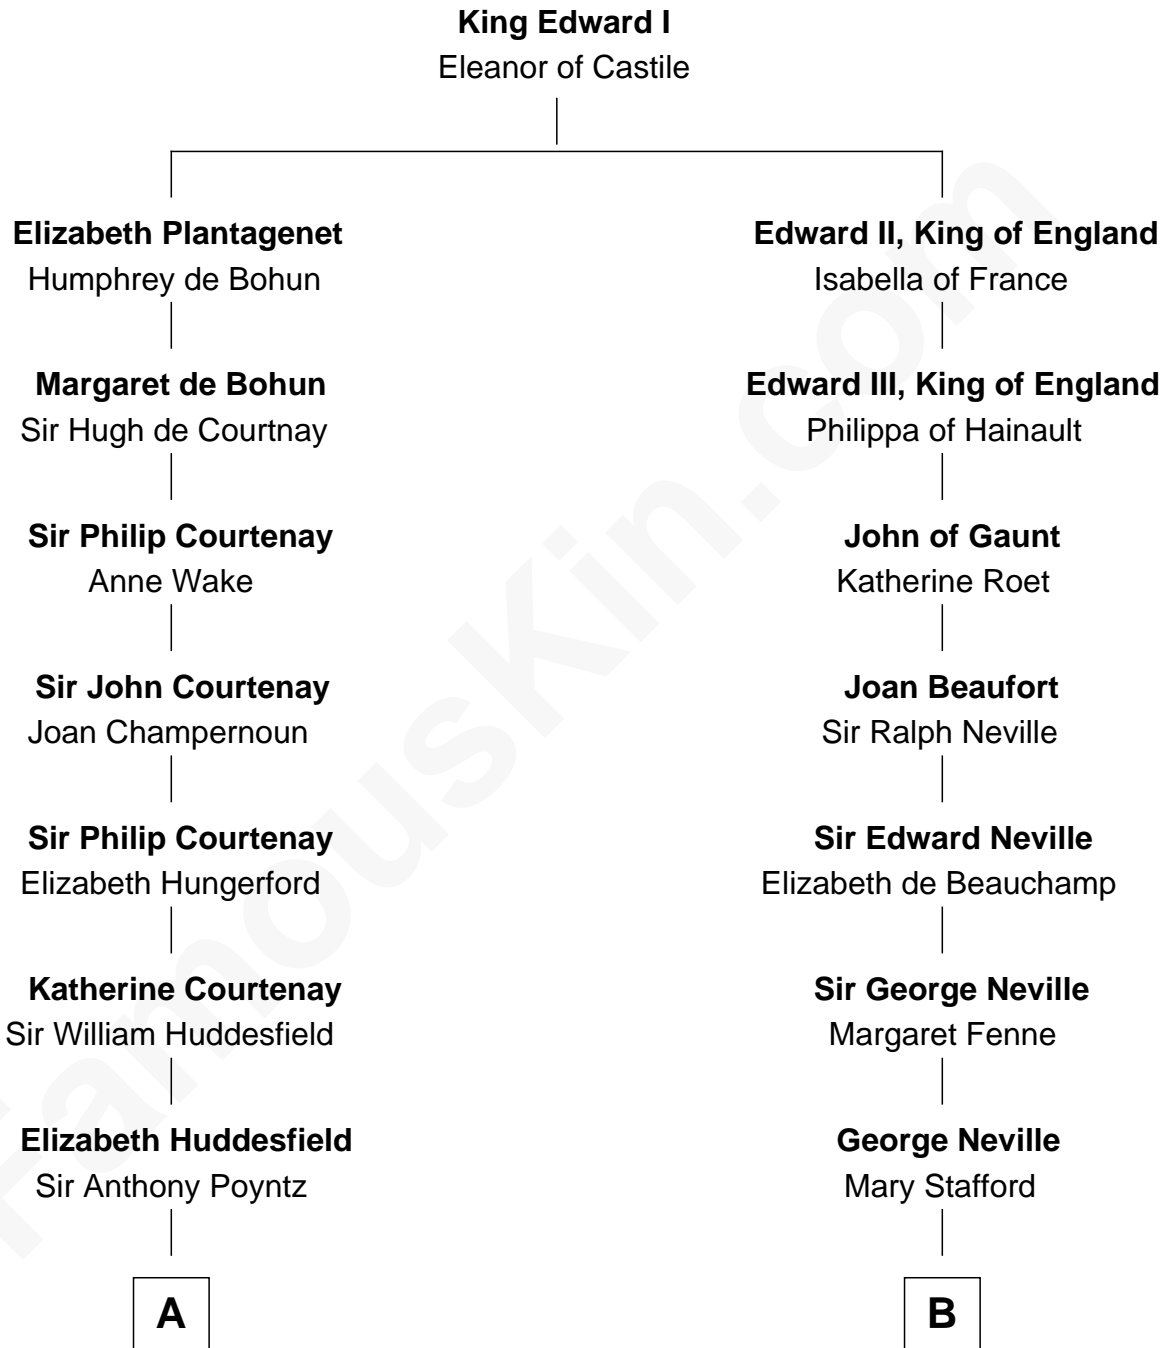 King Edward I
Eleanor of Castile
Elizabeth Plantagenet
Humphrey de Bohun
Edward II, King of England
Isabella of France
Margaret de Bohun
Sir Hugh de Courtnay
Edward III, King of England
Philippa of Hainault
Sir Philip Courtenay
Anne Wake
John of Gaunt
Katherine Roet
Sir John Courtenay
Joan Champernoun
Joan Beaufort
Sir Ralph Neville
Sir Philip Courtenay
Elizabeth Hungerford
Sir Edward Neville
Elizabeth de Beauchamp
Katherine Courtenay
Sir William Huddesfield
Sir George Neville
Margaret Fenne
Elizabeth Huddesfield
Sir Anthony Poyntz
George Neville
Mary Stafford
A
B
FamousKin.com